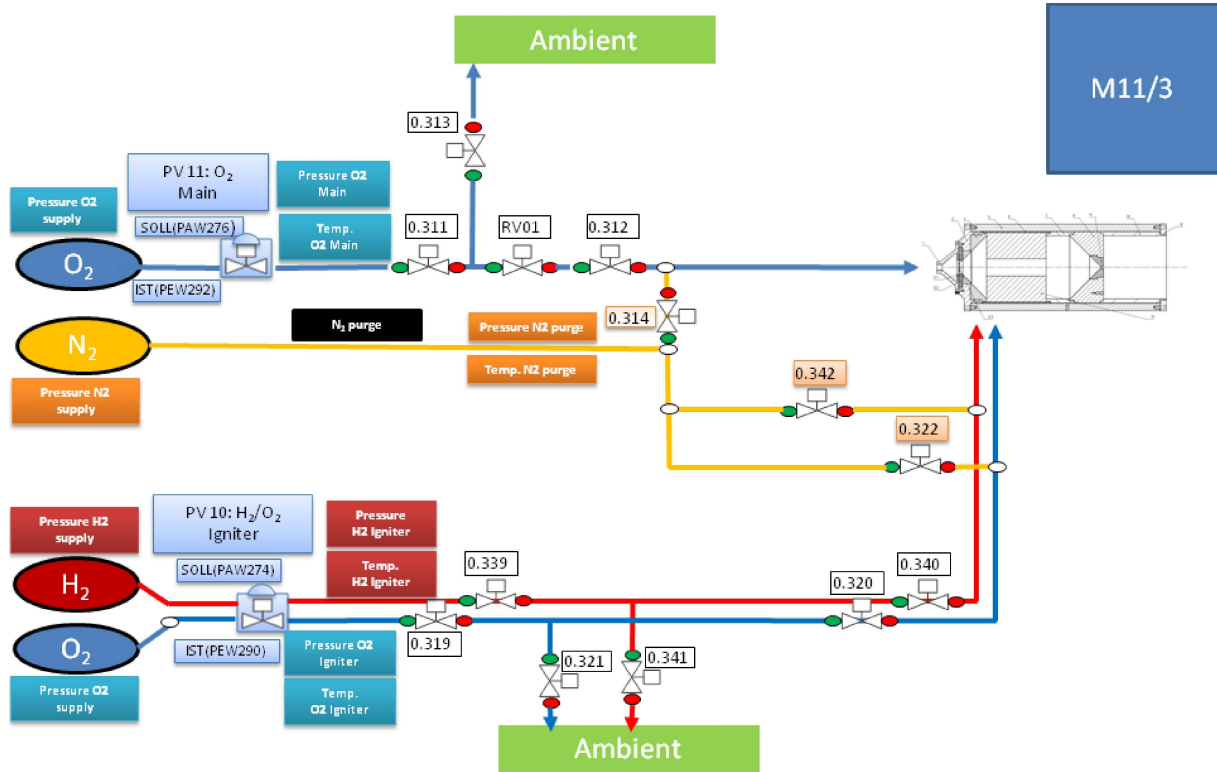 Ambient
M11/3
0.313
PV 11: O₂
Main
Pressure O2
Main
Pressure O2
supply
SOLL(PAW276)
Temp.
O2 Main
0.311
RV01
0.312
O₂
IST(PEW292)
N₂ purge
Pressure N2 purge
0.314
N₂
Temp. N2 purge
Pressure N2
supply
0.342
0.322
PV 10: H₂/O₂
Igniter
Pressure
H2 Igniter
Pressure H2
supply
SOLL(PAW274)
Temp.
H2 Igniter
0.339
0.320
0.340
H₂
0.319
O₂
IST(PEW290)
Pressure O2
Igniter
0.321
0.341
Pressure O2
supply
Temp.
O2 Igniter
Ambient